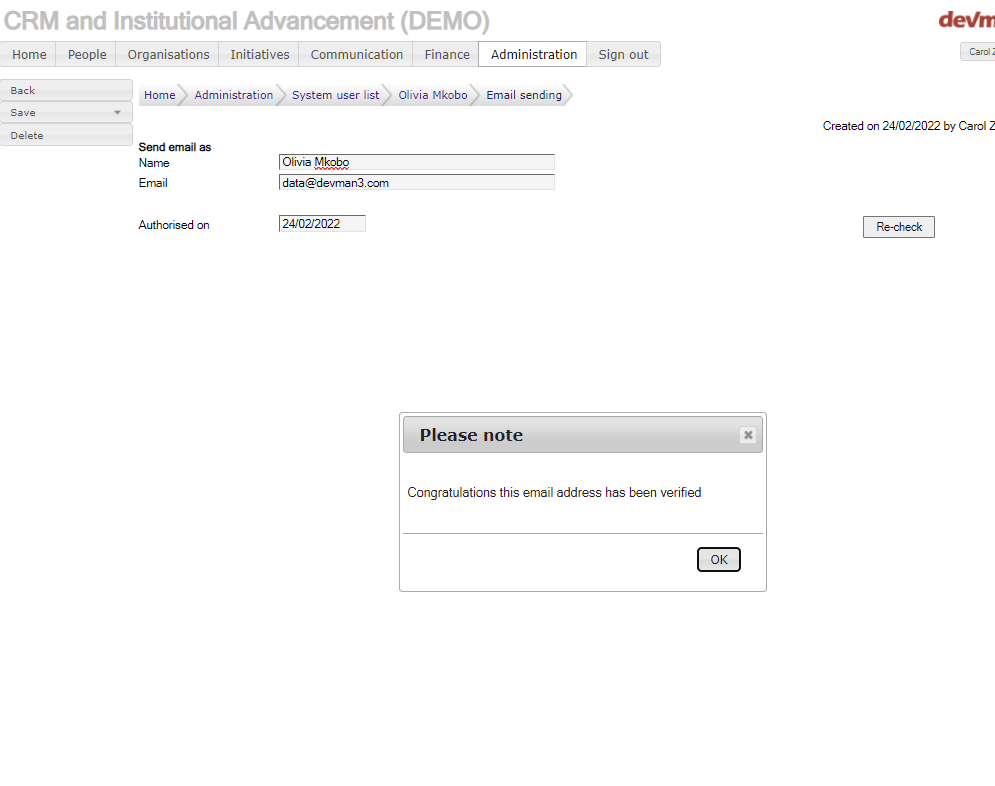 CRM and Institutional Advancement (DEMO)
devm
Home People Organisations Initiatives Communication Finance Administration Sign out
Carol Z
Back
Save
Delete
Home Administration System user list Olivia Mkobo Email sending
Created on 24/02/2022 by Carol Z
Send email as
Name Olivia Mkobo
Email data@devman3.com
Authorised on 24/02/2022
Re-check
Please note
Congratulations this email address has been verified
OK